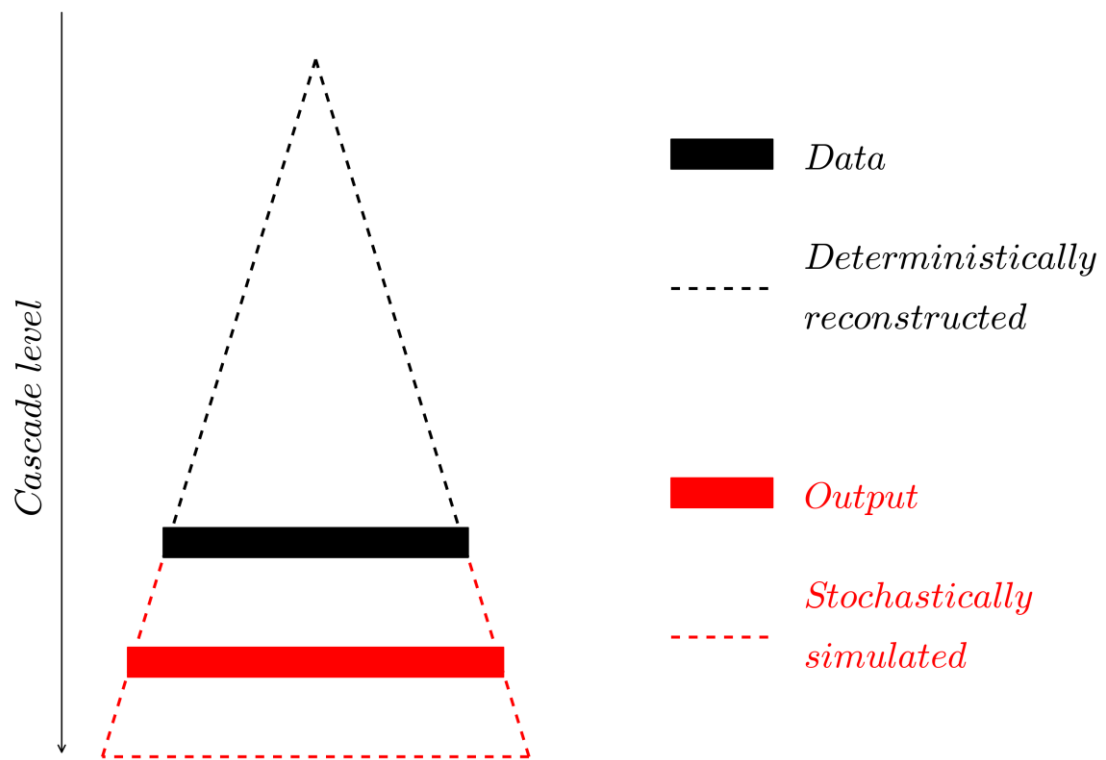 Cascade level
Data
Deterministically
reconstructed
Output
Stochastically
simulated